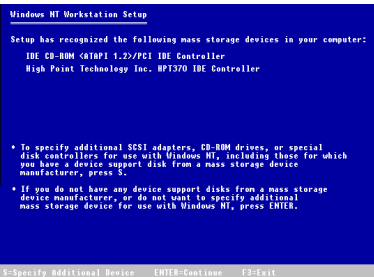 Windows NT Workstation Setup
Setup has recognized the following mass storage devices in your computer:
IDE CD-ROM <ATAPI 1.2>/PCI IDE Controller
High Point Technology Inc. HPT370 IDE Controller
• To specify additional SCSI adapters, CD-ROM drives, or special
disk controllers for use with Windows NT, including those for which
you have a device support disk from a mass storage device
manufacturer, press S.
• If you do not have any device support disks from a mass storage
device manufacturer, or do not want to specify additional
mass storage device for use with Windows NT, press ENTER.
S=Specify Additional Device ENTER=Continue F3=Exit